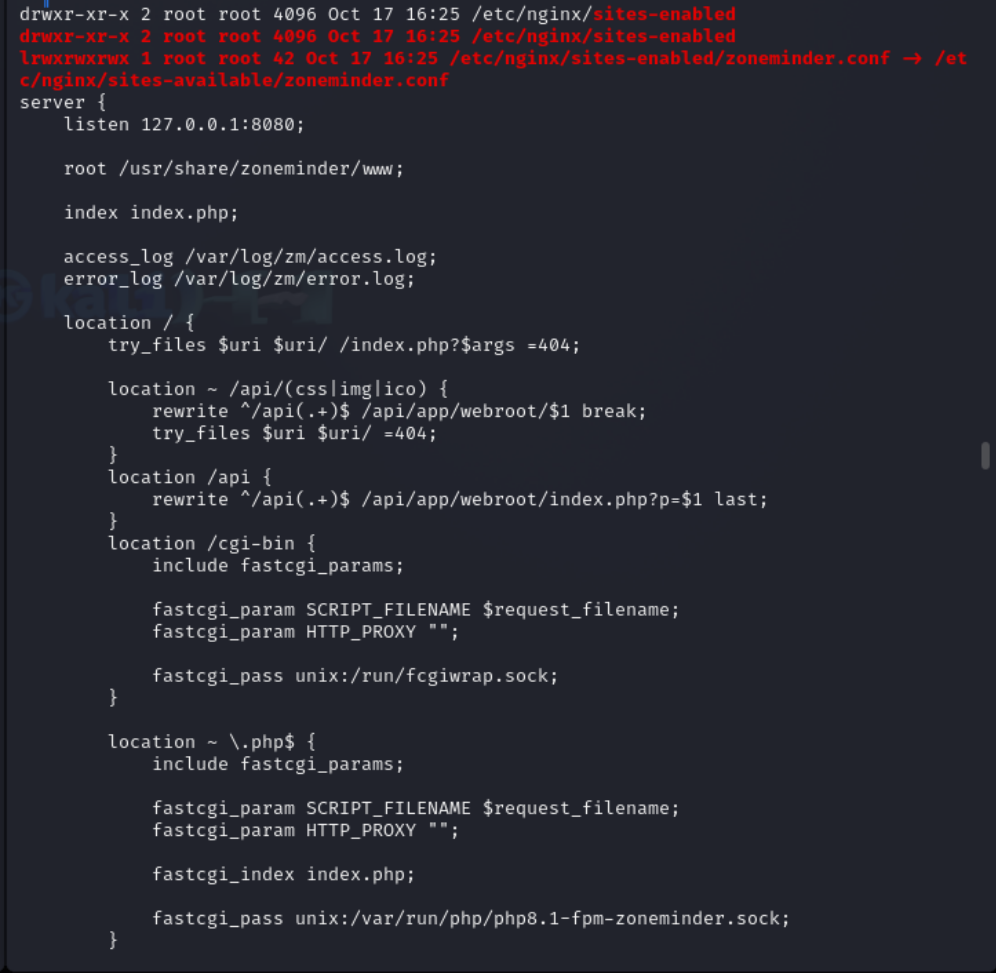 drwxr-xr-x 2 root root 4096 Oct 17 16:25 /etc/nginx/sites-enabled
drwxr-xr-x 2 root root 4096 Oct 17 16:25 /etc/nginx/sites-enabled
lrwxrwxrwx 1 root root 42 Oct 17 16:25 /etc/nginx/sites-enabled/zoneminder.conf → /et
c/nginx/sites-available/zoneminder.conf
server {
    listen 127.0.0.1:8080;
    root /usr/share/zoneminder/www;
    index index.php;
    access_log /var/log/zm/access.log;
    error_log /var/log/zm/error.log;
    location / {
        try_files $uri $uri/ /index.php?$args =404;
        location ~ /api/(css|img|ico) {
            rewrite ^/api(.+)$ /api/app/webroot/$1 break;
            try_files $uri $uri/ =404;
        }
        location /api {
            rewrite ^/api(.+)$ /api/app/webroot/index.php?p=$1 last;
        }
        location /cgi-bin {
            include fastcgi_params;
            fastcgi_param SCRIPT_FILENAME $request_filename;
            fastcgi_param HTTP_PROXY "";
            fastcgi_pass unix:/run/fcgiwrap.sock;
        }
        location ~ \.php$ {
            include fastcgi_params;
            fastcgi_param SCRIPT_FILENAME $request_filename;
            fastcgi_param HTTP_PROXY "";
            fastcgi_index index.php;
            fastcgi_pass unix:/var/run/php/php8.1-fpm-zoneminder.sock;
        }